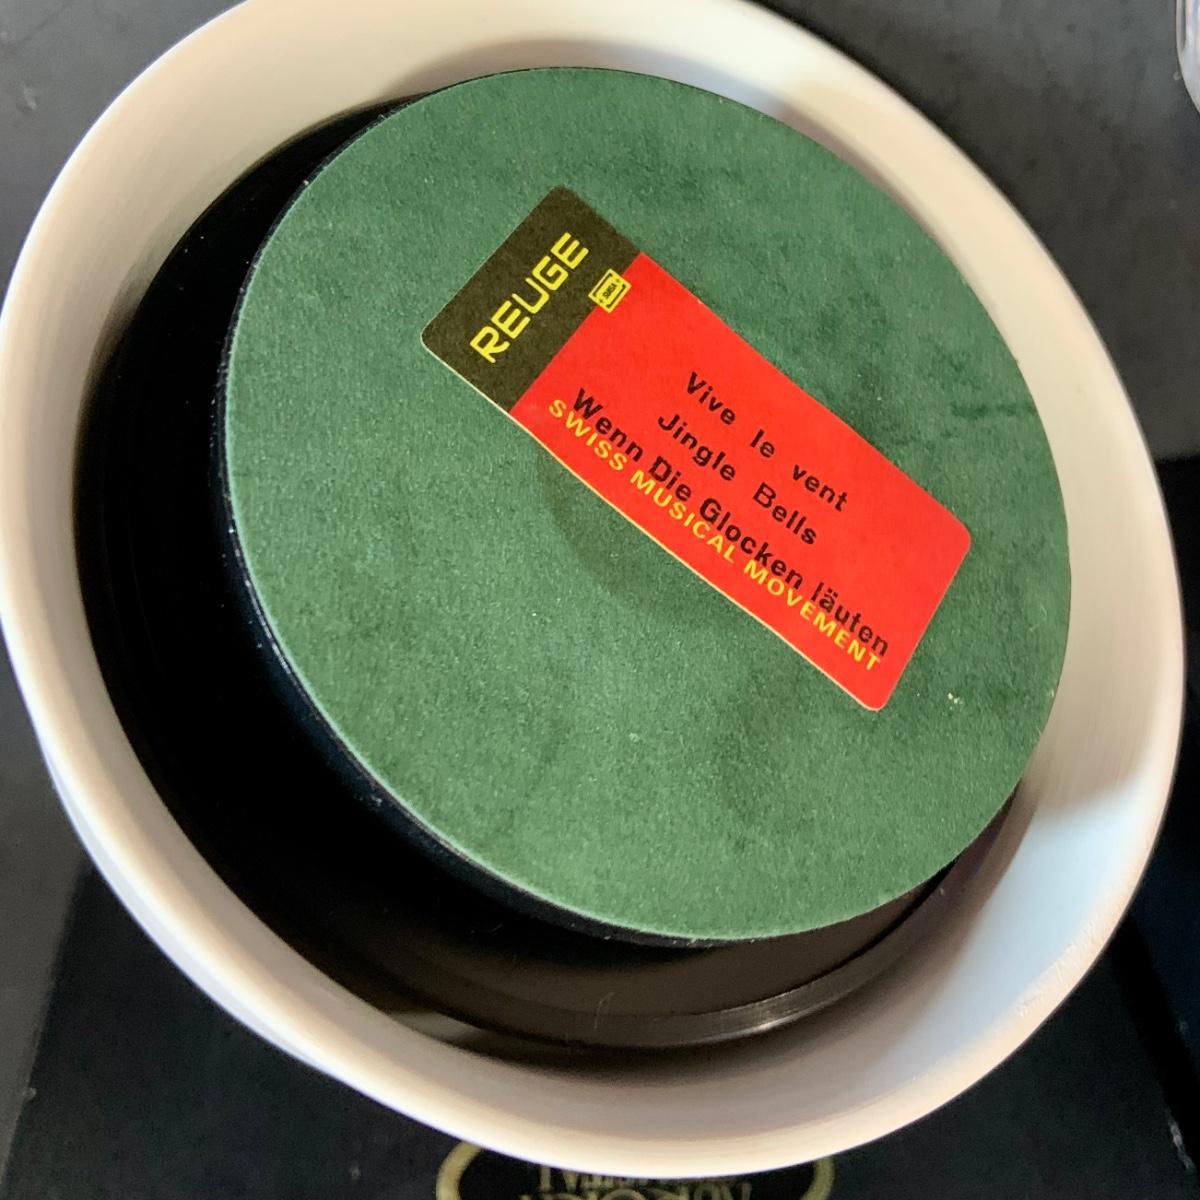 REUGE
Vive le vent
Jingle Bells
Wenn Die Glocken läuten
SWISS MUSICAL MOVEMENT